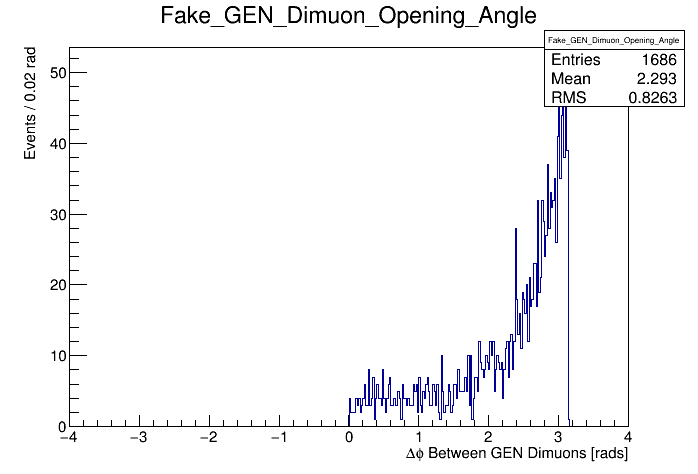 Fake_GEN_Dimuon_Opening_Angle
Fake_GEN_Dimuon_Opening_Angle
Entries 1686
Mean 2.293
RMS 0.8263
Events / 0.02 rad
50
40
30
20
10
0
−4 −3 −2 −1 0 1 2 3 4
Δϕ Between GEN Dimuons [rads]